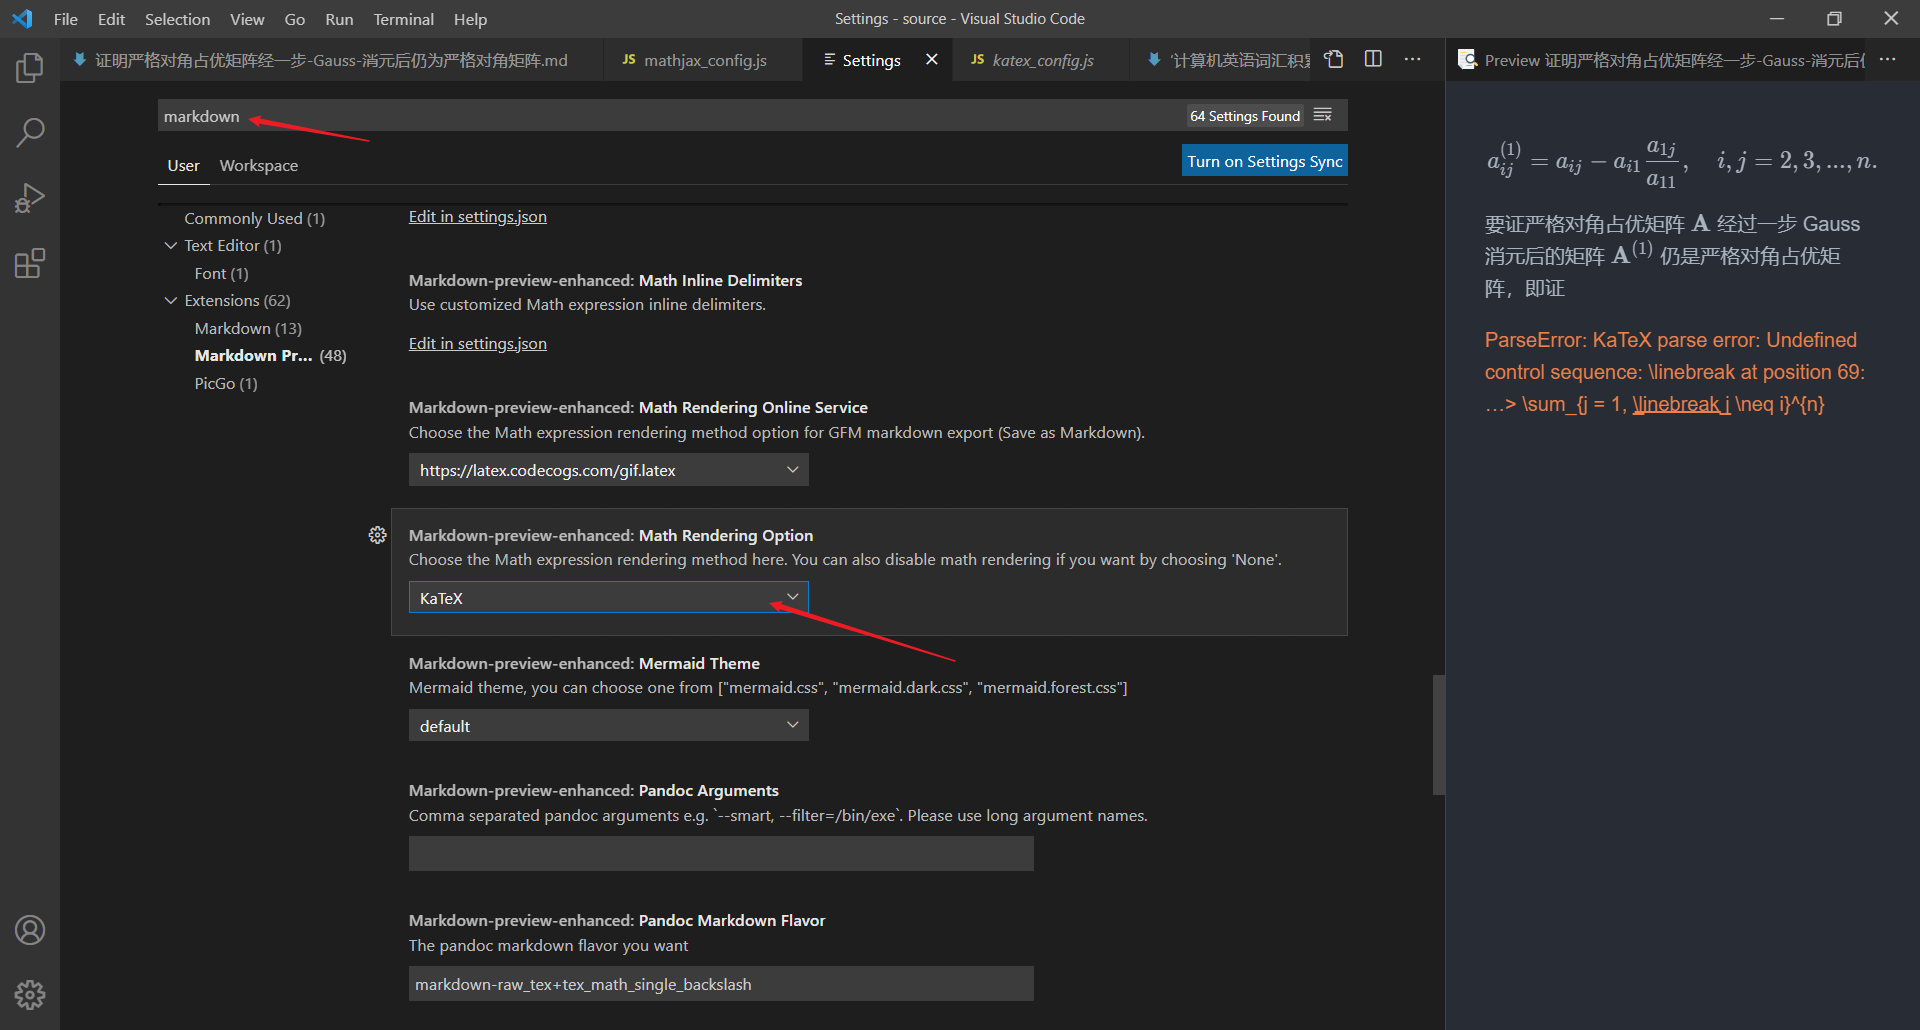 File Edit Selection View Go Run Terminal Help
Settings - source - Visual Studio Code
证明严格对角占优矩阵经一步-Gauss-消元后仍为严格对角矩阵.md
JS mathjax_config.js
Settings
JS katex_config.js
'计算机英语词汇积累
Preview 证明严格对角占优矩阵经一步-Gauss-消元后
markdown
64 Settings Found
User Workspace
Turn on Settings Sync
Commonly Used (1)
Text Editor (1)
Font (1)
Extensions (62)
Markdown (13)
Markdown Pr... (48)
PicGo (1)
Edit in settings.json
Markdown-preview-enhanced: Math Inline Delimiters
Use customized Math expression inline delimiters.
Edit in settings.json
Markdown-preview-enhanced: Math Rendering Online Service
Choose the Math expression rendering method option for GFM markdown export (Save as Markdown).
https://latex.codecogs.com/gif.latex
Markdown-preview-enhanced: Math Rendering Option
Choose the Math expression rendering method here. You can also disable math rendering if you want by choosing 'None'.
KaTeX
Markdown-preview-enhanced: Mermaid Theme
Mermaid theme, you can choose one from ["mermaid.css", "mermaid.dark.css", "mermaid.forest.css"]
default
Markdown-preview-enhanced: Pandoc Arguments
Comma separated pandoc arguments e.g. `--smart, --filter=/bin/exe`. Please use long argument names.
Markdown-preview-enhanced: Pandoc Markdown Flavor
The pandoc markdown flavor you want
markdown-raw_tex+tex_math_single_backslash
a_{ij}^{(1)} = a_{ij} − a_{i1} \frac{a_{1j}}{a_{11}}, i, j = 2, 3, ..., n.
要证严格对角占优矩阵 A 经过一步 Gauss
消元后的矩阵 A^{(1)} 仍是严格对角占优矩
阵，即证
ParseError: KaTeX parse error: Undefined
control sequence: \linebreak at position 69:
…> \sum_{j = 1, \linebreak j \neq i}^{n}